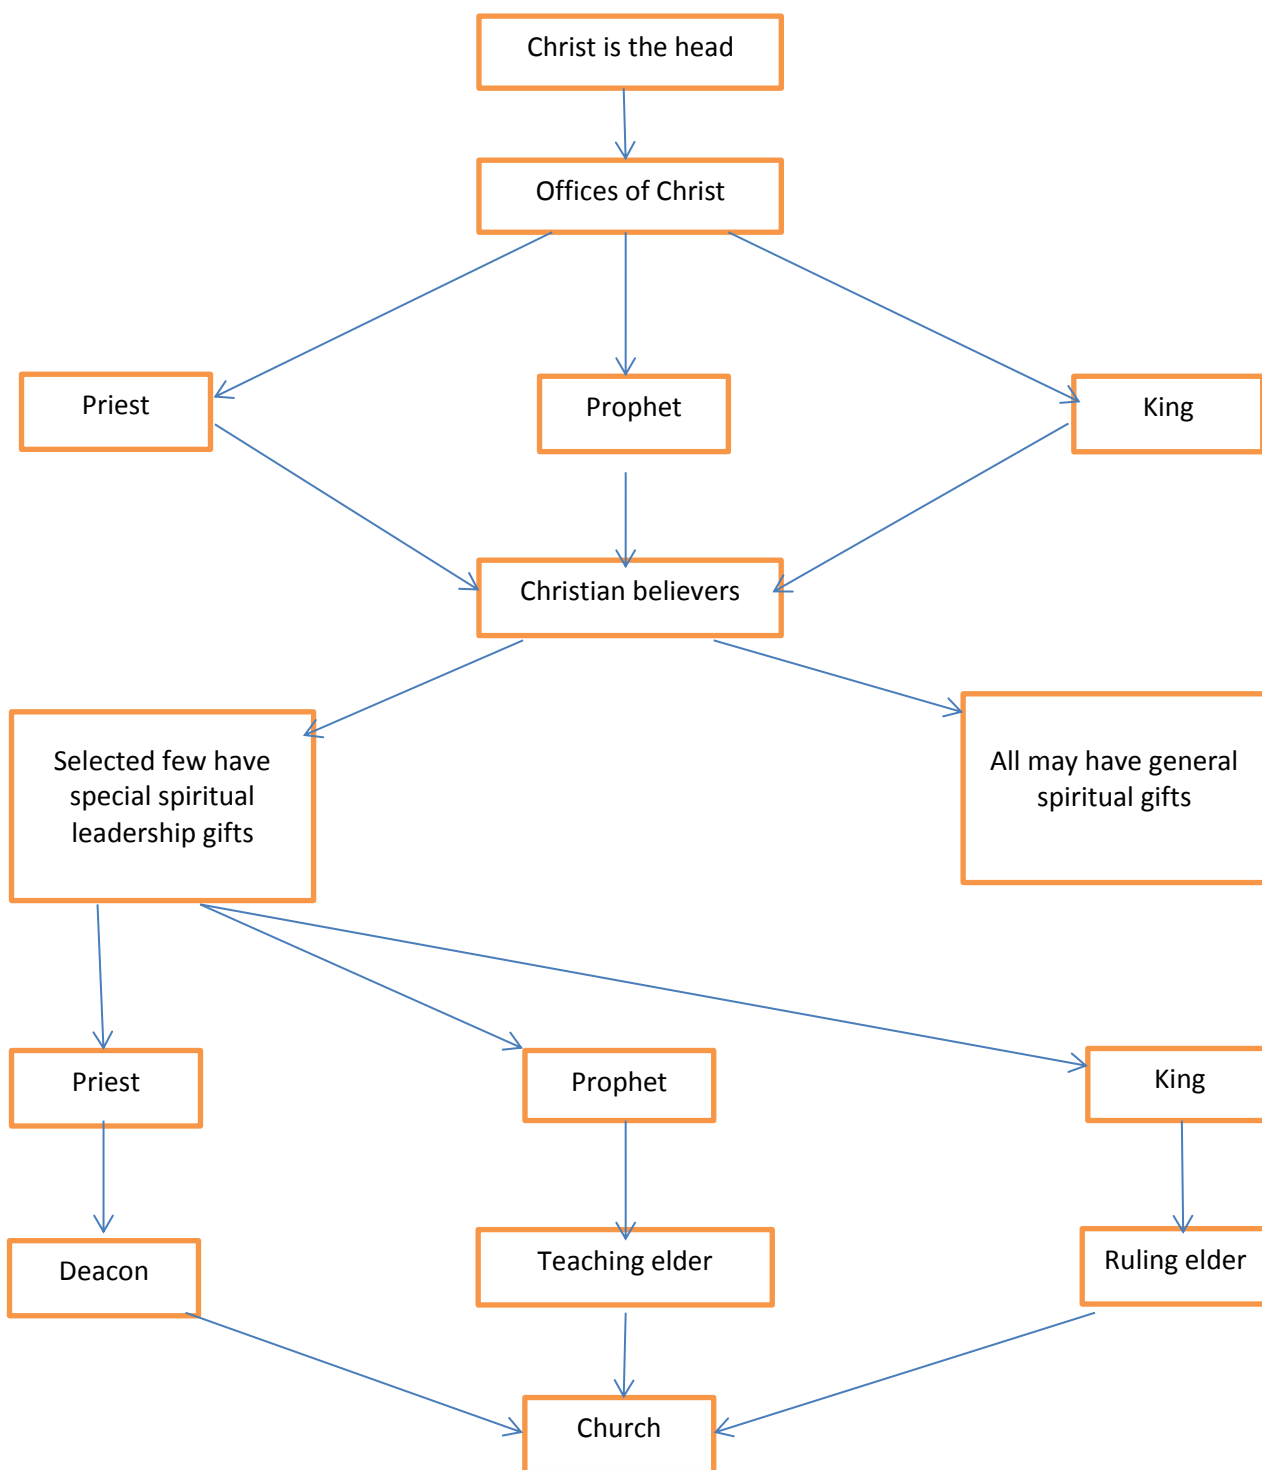 Christ is the head
Offices of Christ
Priest
Prophet
King
Christian believers
Selected few have
special spiritual
leadership gifts
All may have general
spiritual gifts
Priest
Prophet
King
Deacon
Teaching elder
Ruling elder
Church